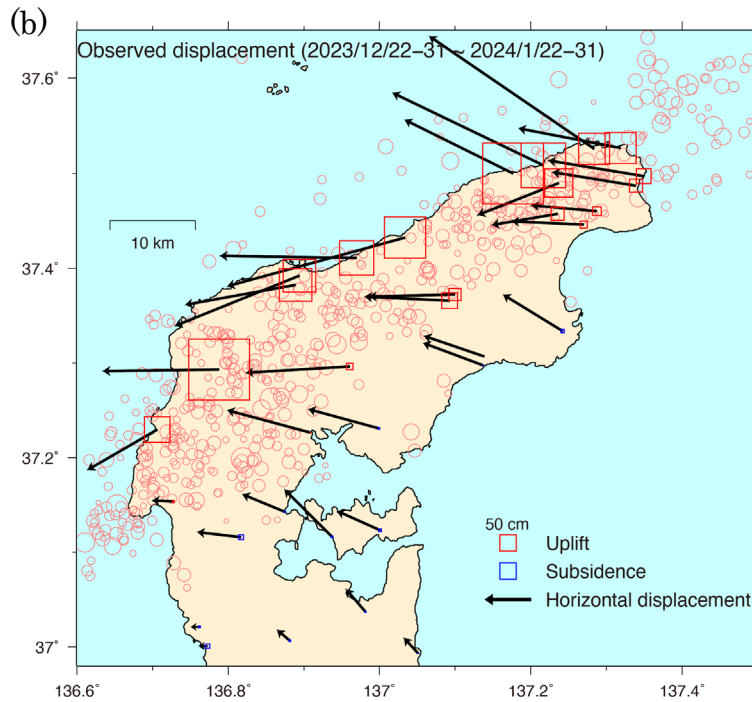 (b)
Observed displacement (2023/12/22−31 ~ 2024/1/22−31)
37.6˚
37.4˚
37.2˚
37˚
10 km
50 cm
Uplift
Subsidence
Horizontal displacement
136.6˚ 136.8˚ 137˚ 137.2˚ 137.4˚